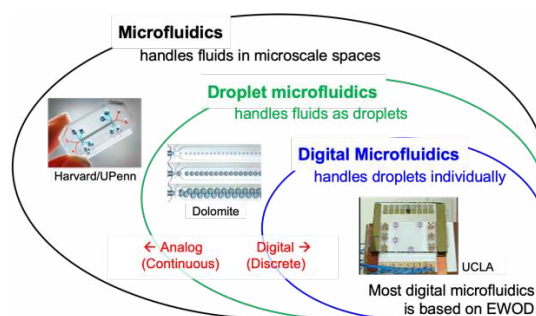 Microfluidics
handles fluids in microscale spaces
Droplet microfluidics
handles fluids as droplets
Harvard/UPenn
Dolomite
Digital Microfluidics
handles droplets individually
← Analog
(Continuous)
Digital →
(Discrete)
UCLA
Most digital microfluidics
is based on EWOD